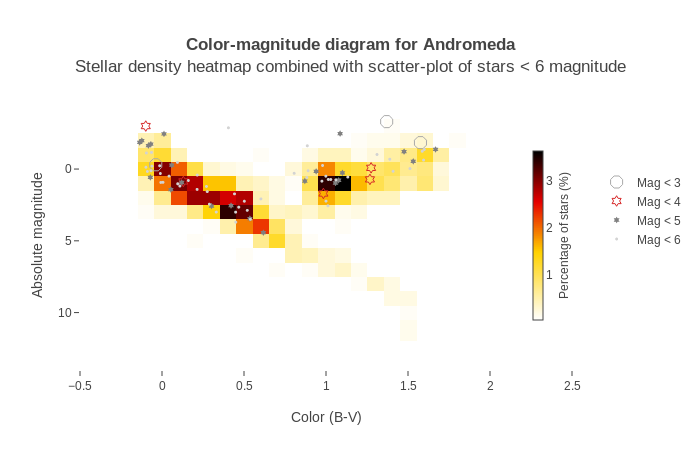 Color-magnitude diagram for Andromeda
Stellar density heatmap combined with scatter-plot of stars < 6 magnitude
Absolute magnitude
0
5
10
−0.5
0
0.5
1
1.5
2
2.5
Color (B-V)
3
2
1
Percentage of stars (%)
Mag < 3
Mag < 4
Mag < 5
Mag < 6